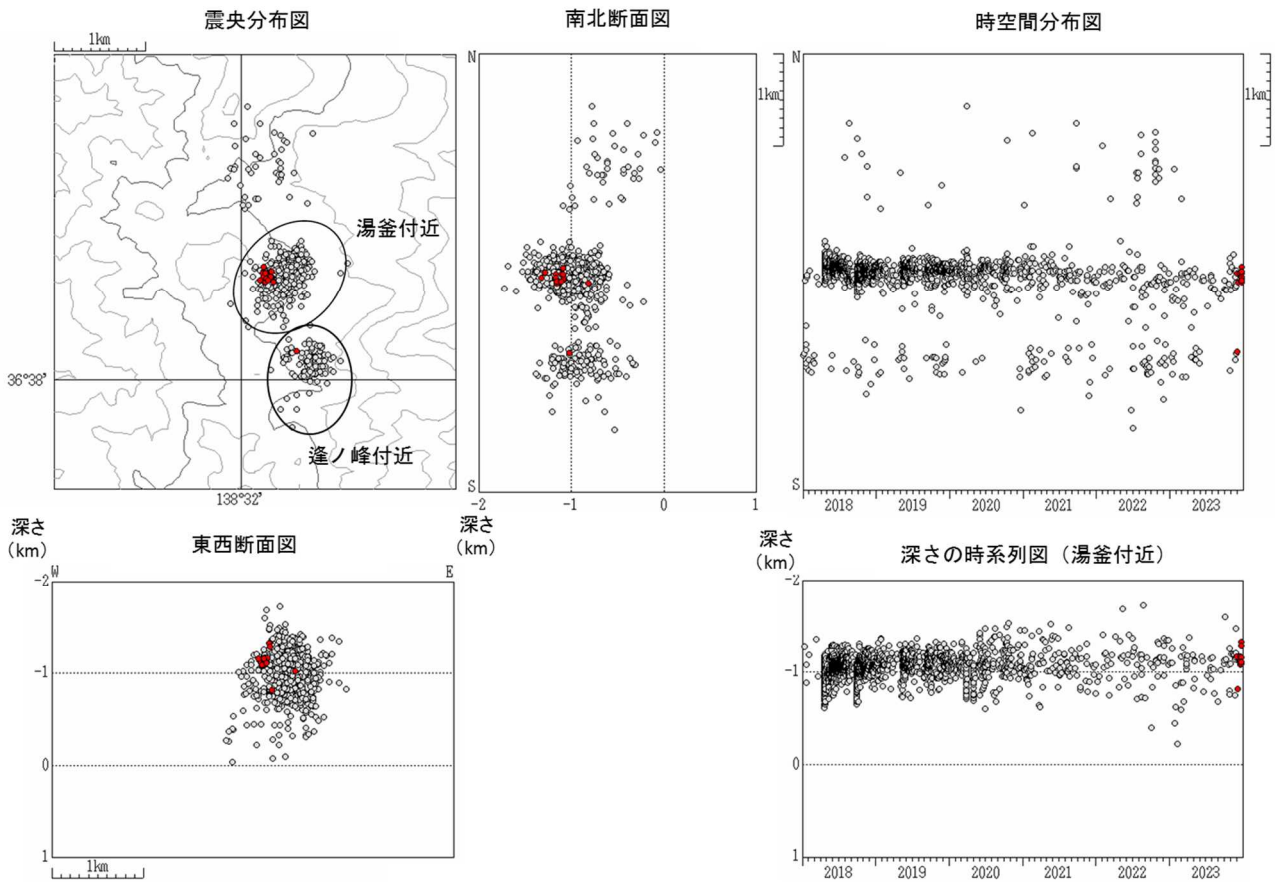 震央分布図
1km
湯釜付近
逢ノ峰付近
36°38′
138°32′
南北断面図
N
S
-2
-1
0
1
1km
深さ
(km)
時空間分布図
N
S
2018
2019
2020
2021
2022
2023
1km
東西断面図
深さ
(km)
W
E
-2
-1
0
1
1km
深さの時系列図(湯釜付近)
深さ
(km)
-2
-1
0
1
2018
2019
2020
2021
2022
2023